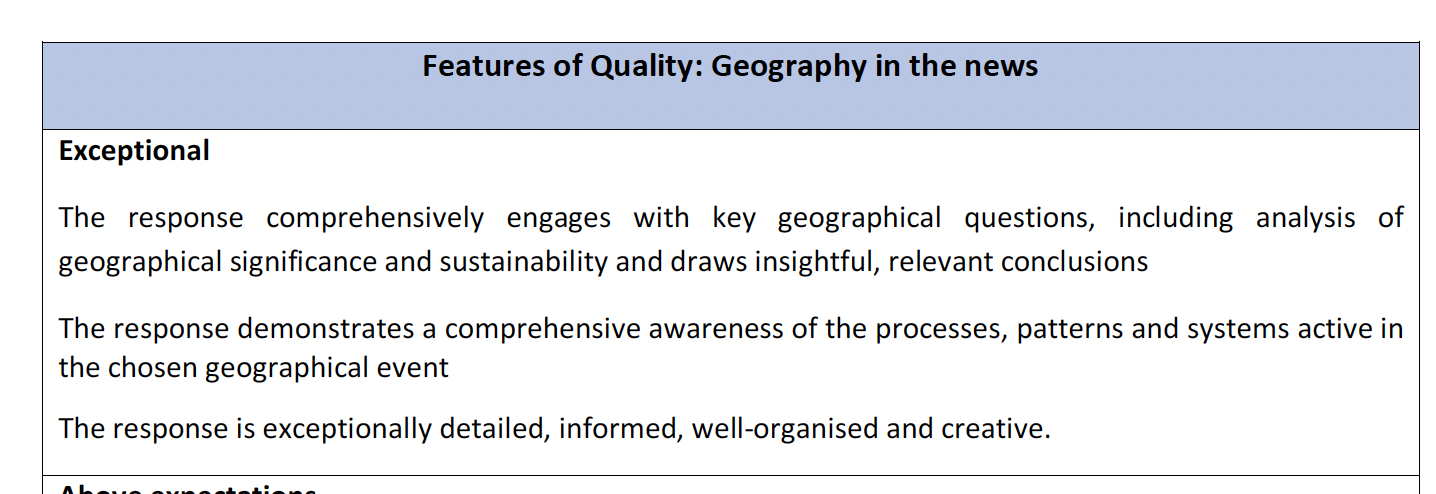 Features of Quality: Geography in the news
Exceptional
The response comprehensively engages with key geographical questions, including analysis of
geographical significance and sustainability and draws insightful, relevant conclusions
The response demonstrates a comprehensive awareness of the processes, patterns and systems active in
the chosen geographical event
The response is exceptionally detailed, informed, well-organised and creative.
Above expectations